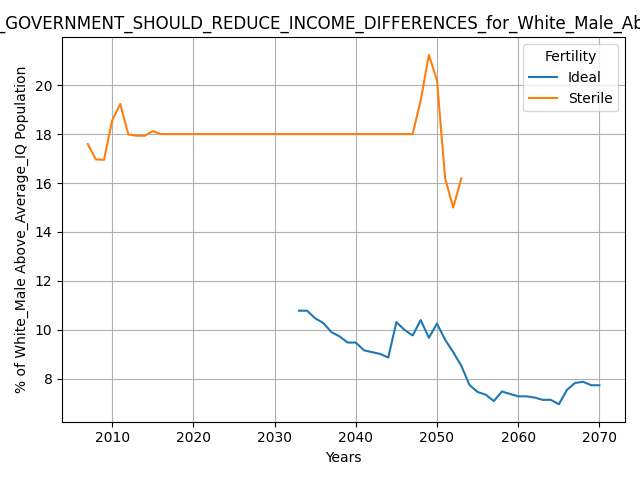 _GOVERNMENT_SHOULD_REDUCE_INCOME_DIFFERENCES_for_White_Male_Ab
Fertility
Ideal
Sterile
% of White_Male Above_Average_IQ Population
20
18
16
14
12
10
8
2010 2020 2030 2040 2050 2060 2070
Years